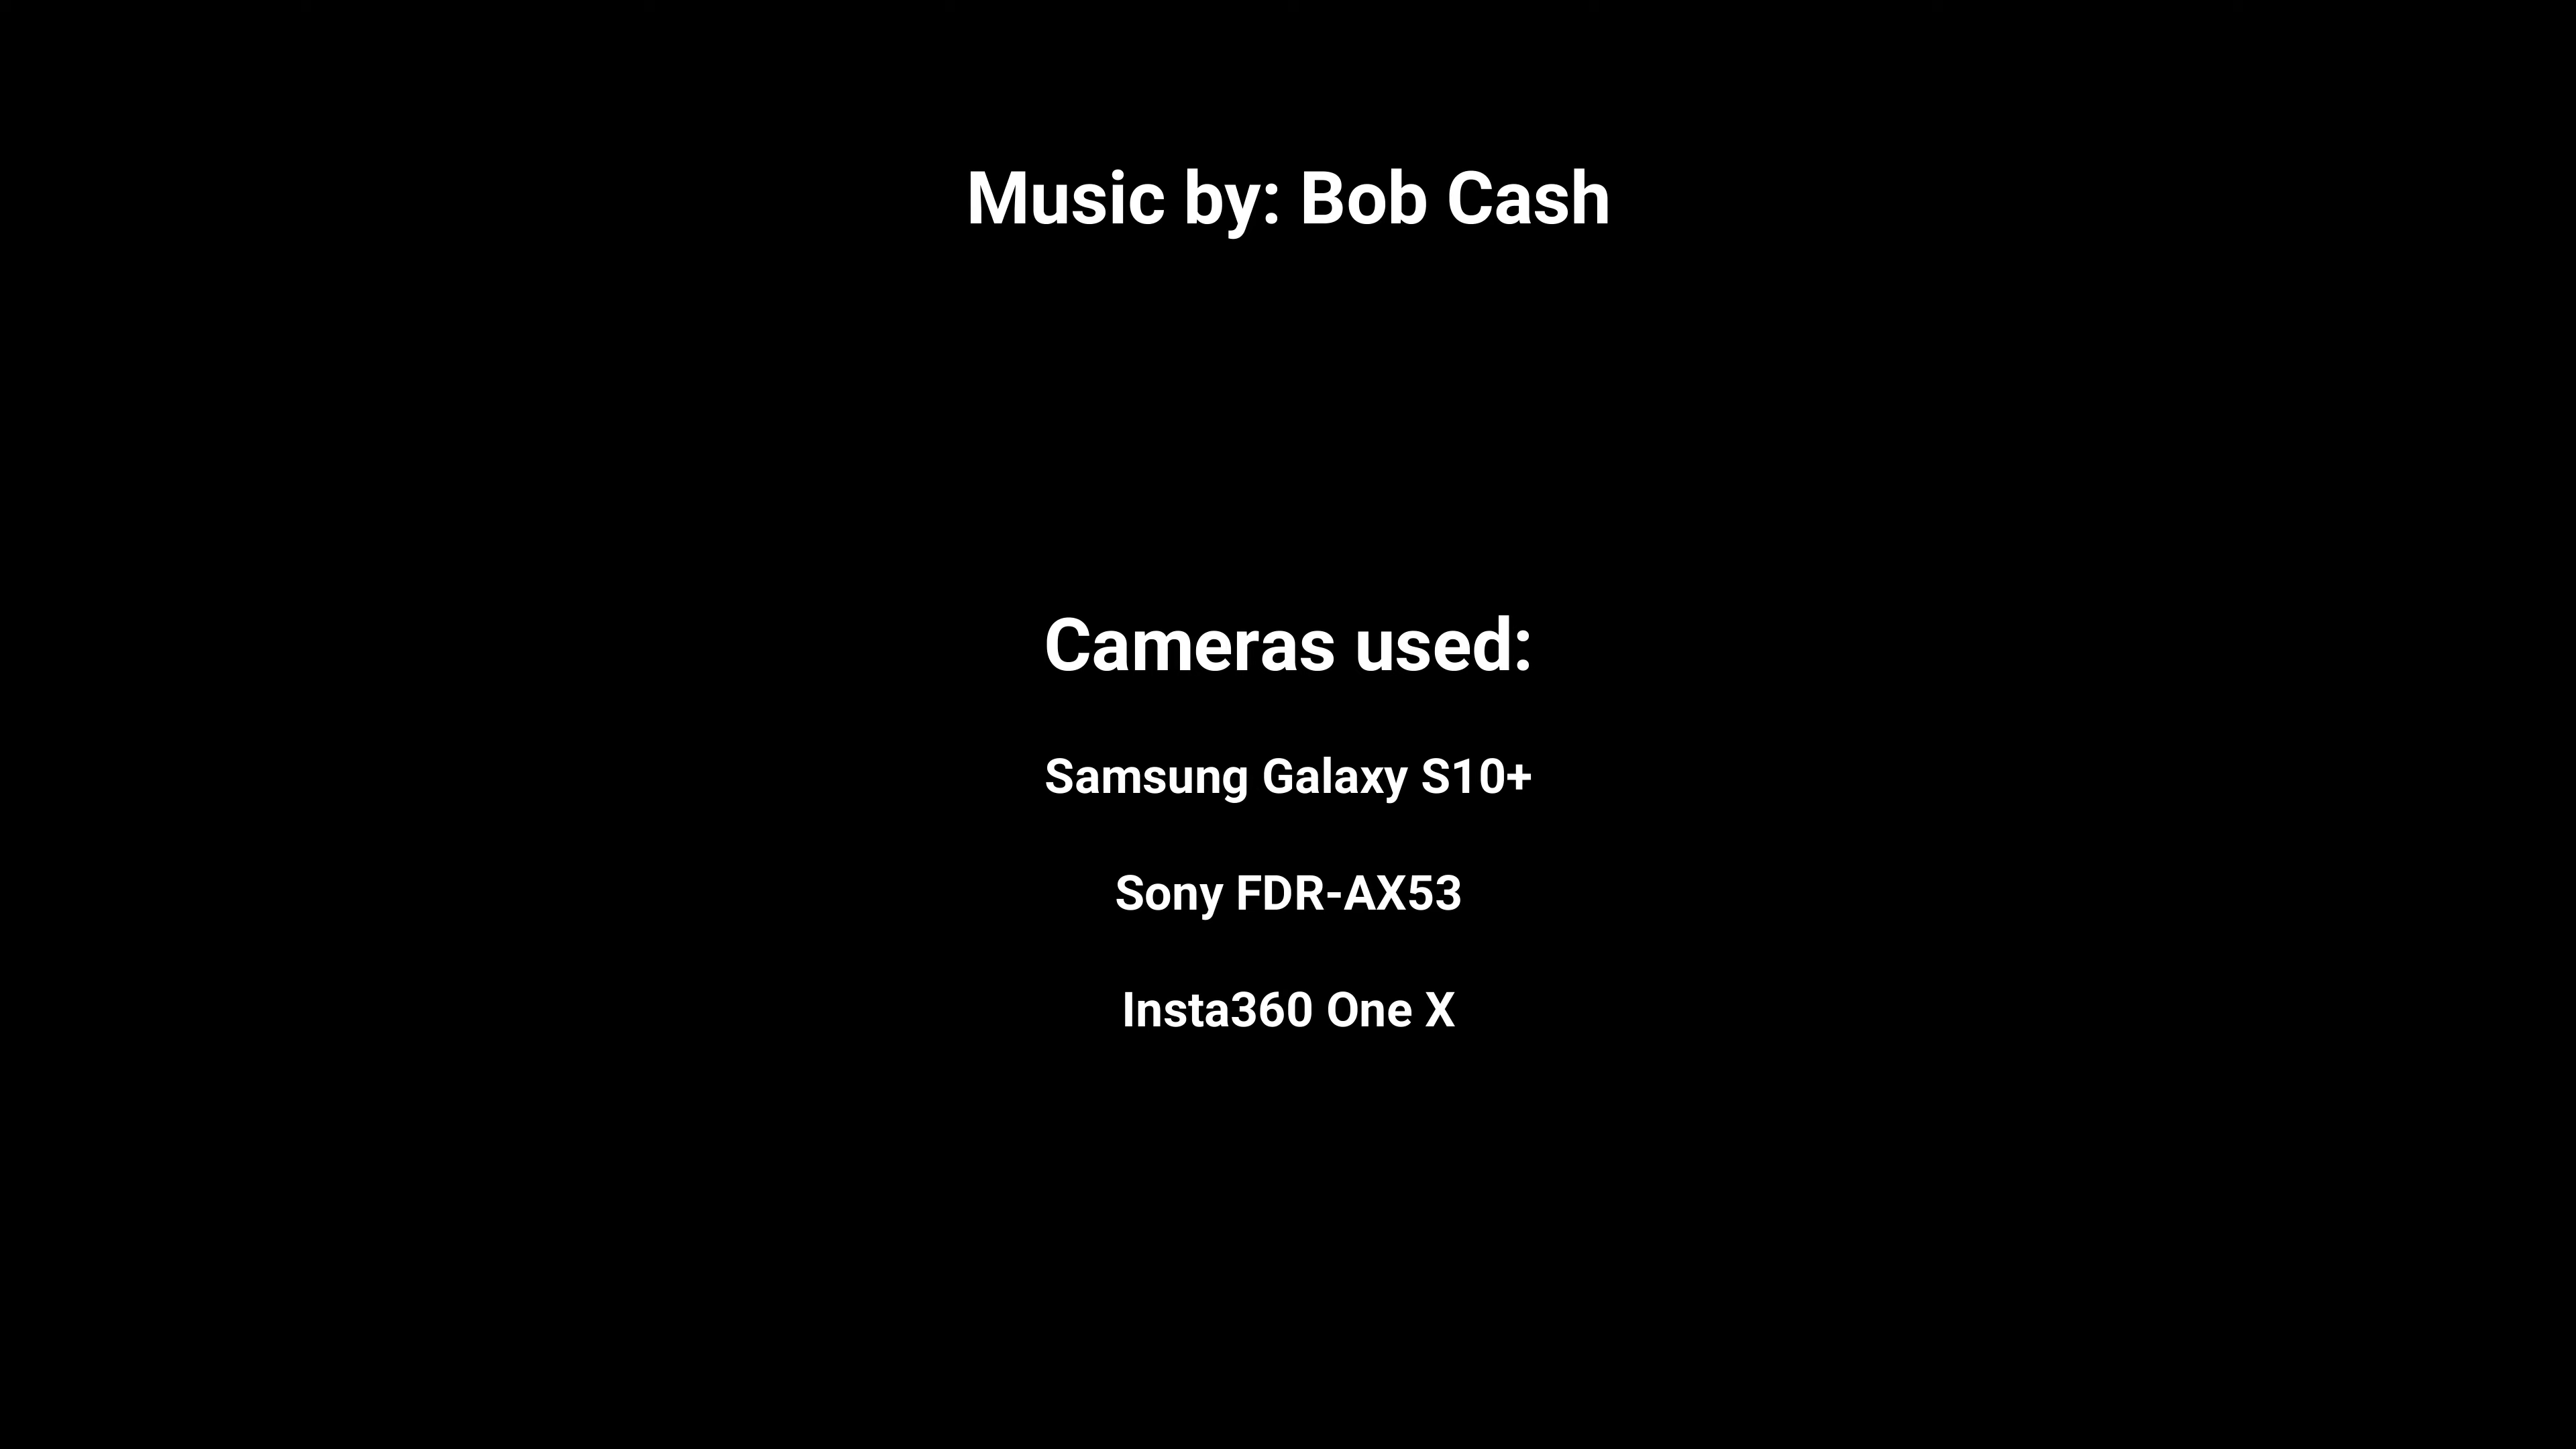 Music by: Bob Cash
Cameras used:
Samsung Galaxy S10+
Sony FDR-AX53
Insta360 One X